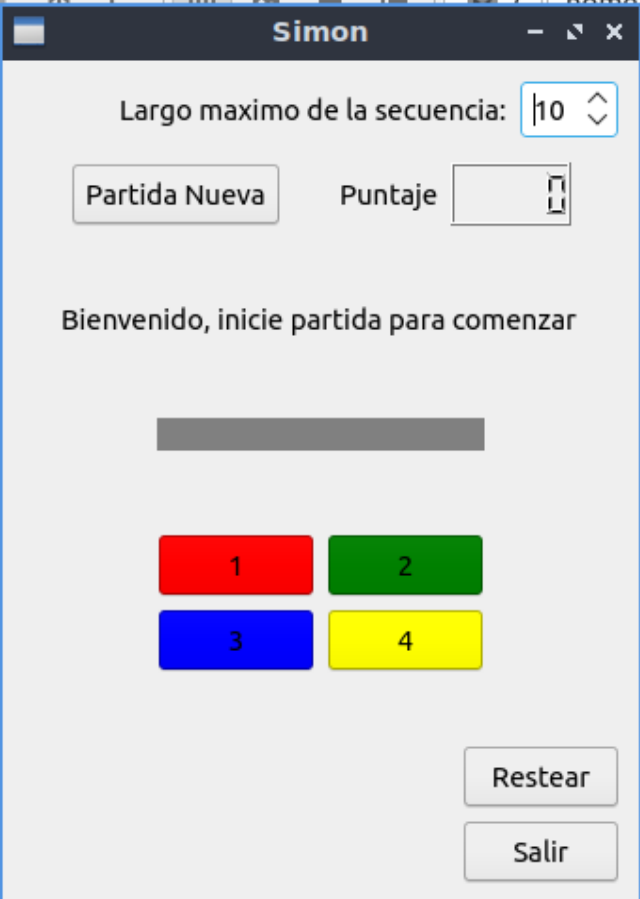 Simon
Largo maximo de la secuencia: 10
Partida Nueva Puntaje 0
Bienvenido, inicie partida para comenzar
1 2
3 4
Restear
Salir